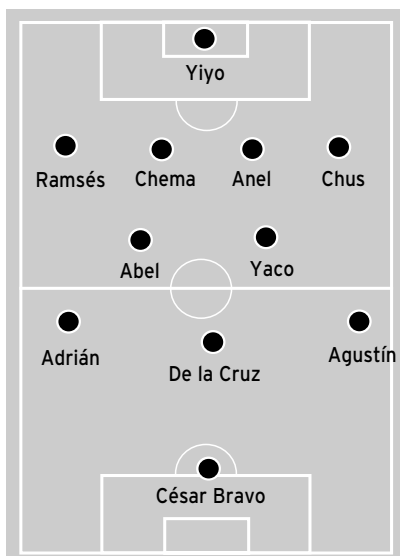 Yiyo
Ramsés Chema Anel Chus
Abel Yaco
Adrián De la Cruz Agustín
César Bravo